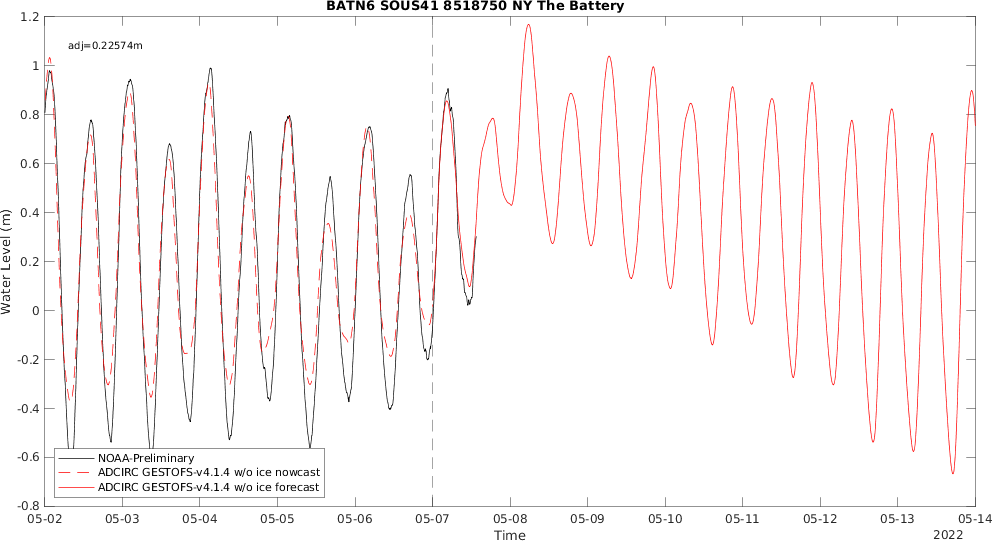 BATN6 SOUS41 8518750 NY The Battery
adj=0.22574m
1.2
1
0.8
0.6
0.4
0.2
0
-0.2
-0.4
-0.6
-0.8
Water Level (m)
NOAA-Preliminary
ADCIRC GESTOFS-v4.1.4 w/o ice nowcast
ADCIRC GESTOFS-v4.1.4 w/o ice forecast
05-02 05-03 05-04 05-05 05-06 05-07 05-08 05-09 05-10 05-11 05-12 05-13 05-14
Time
2022